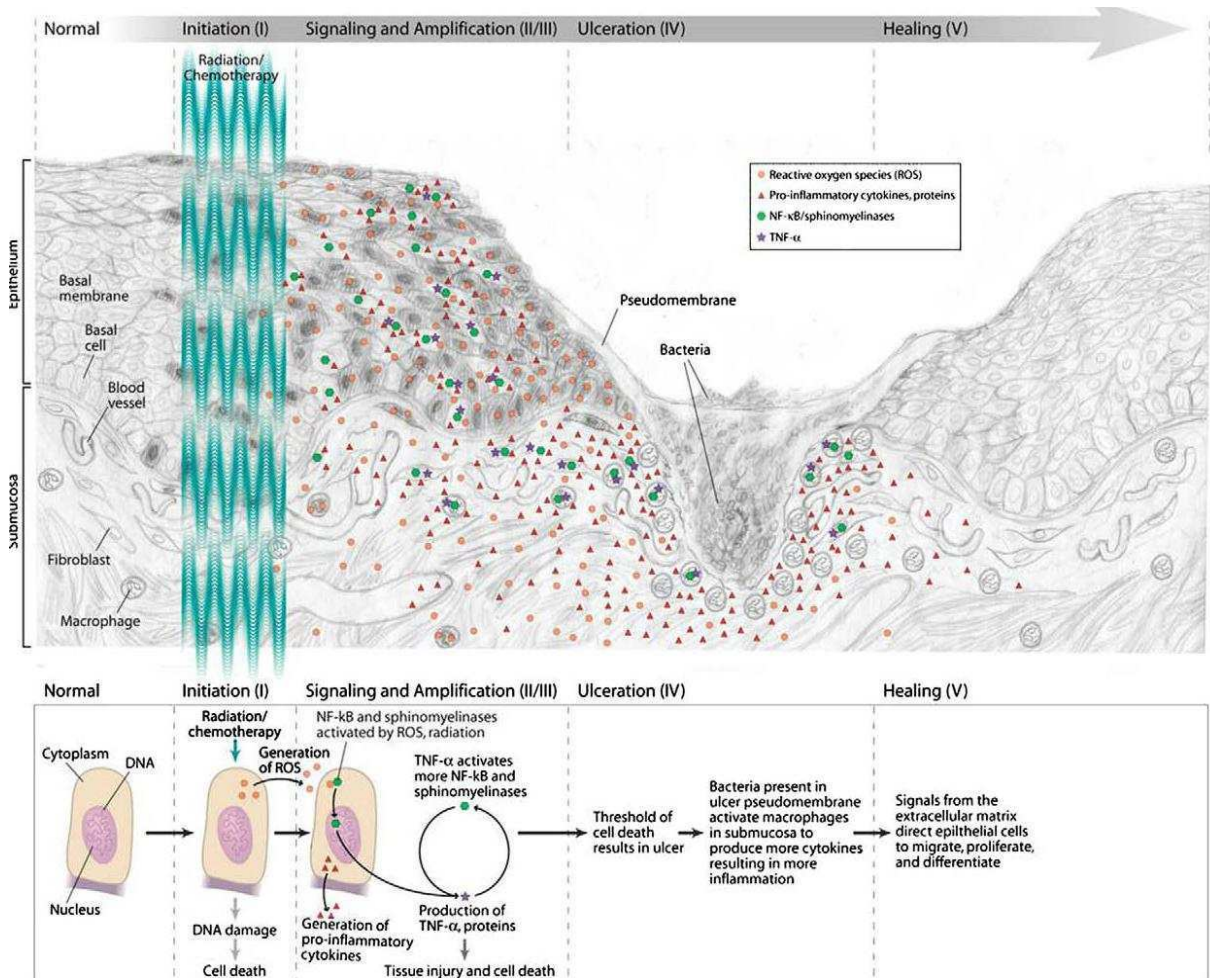 Normal
Initiation (I)
Signaling and Amplification (II/III)
Ulceration (IV)
Healing (V)
Radiation/
Chemotherapy
Reactive oxygen species (ROS)
Pro-inflammatory cytokines, proteins
NF-κB/sphinomyelinases
TNF-α
Epithelium
Submucosa
Basal
membrane
Basal
cell
Blood
vessel
Fibroblast
Macrophage
Pseudomembrane
Bacteria
Normal
Initiation (I)
Signaling and Amplification (II/III)
Ulceration (IV)
Healing (V)
Cytoplasm
DNA
Nucleus
Radiation/
chemotherapy
Generation
of ROS
DNA damage
Cell death
NF-kB and sphinomyelinases
activated by ROS, radiation
Generation of
pro-inflammatory
cytokines
TNF-α activates
more NF-kB and
sphinomyelinases
Production of
TNF-α, proteins
Tissue injury and cell death
Threshold of
cell death
results in ulcer
Bacteria present in
ulcer pseudomembrane
activate macrophages
in submucosa to
produce more cytokines
resulting in more
inflammation
Signals from the
extracellular matrix
direct epilthelial cells
to migrate, proliferate,
and differentiate